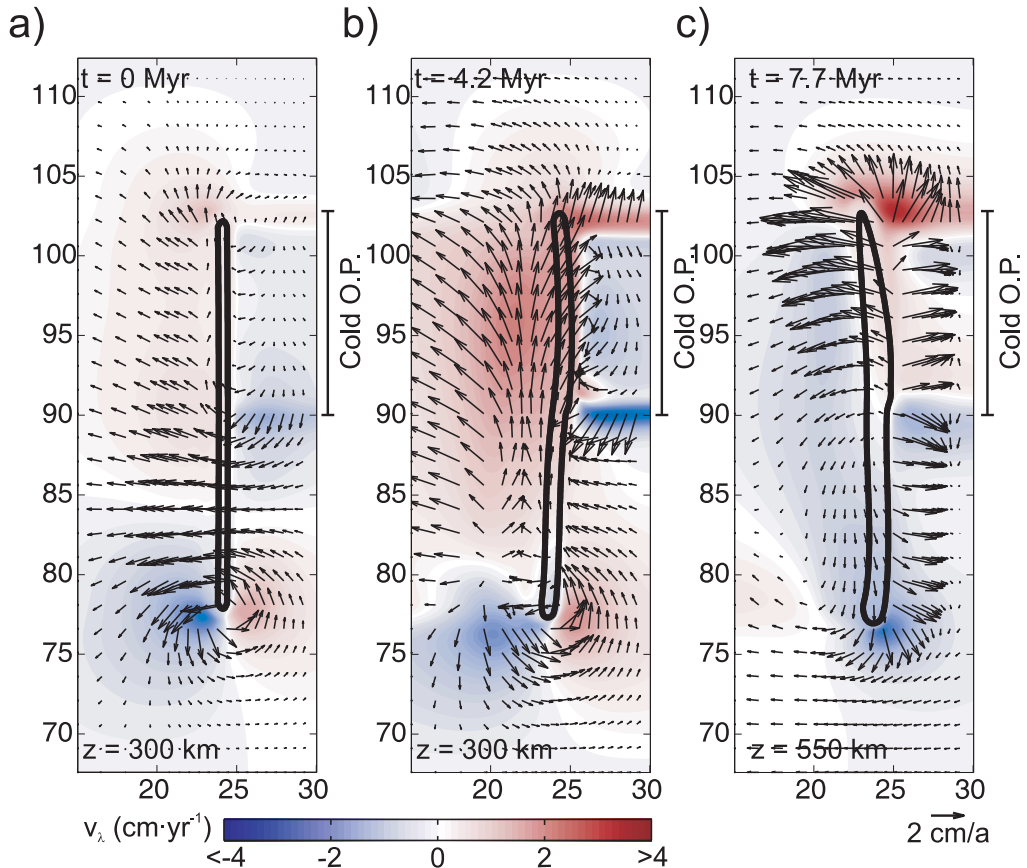 a)
t = 0 Myr
110
105
100
95
90
85
80
75
70
z = 300 km
20
25
30
Cold O.P.
b)
t = 4.2 Myr
110
105
100
95
90
85
80
75
70
z = 300 km
20
25
30
Cold O.P.
c)
t = 7.7 Myr
110
105
100
95
90
85
80
75
70
z = 550 km
20
25
30
Cold O.P.
vλ (cm·yr⁻¹)
<-4
-2
0
2
>4
2 cm/a